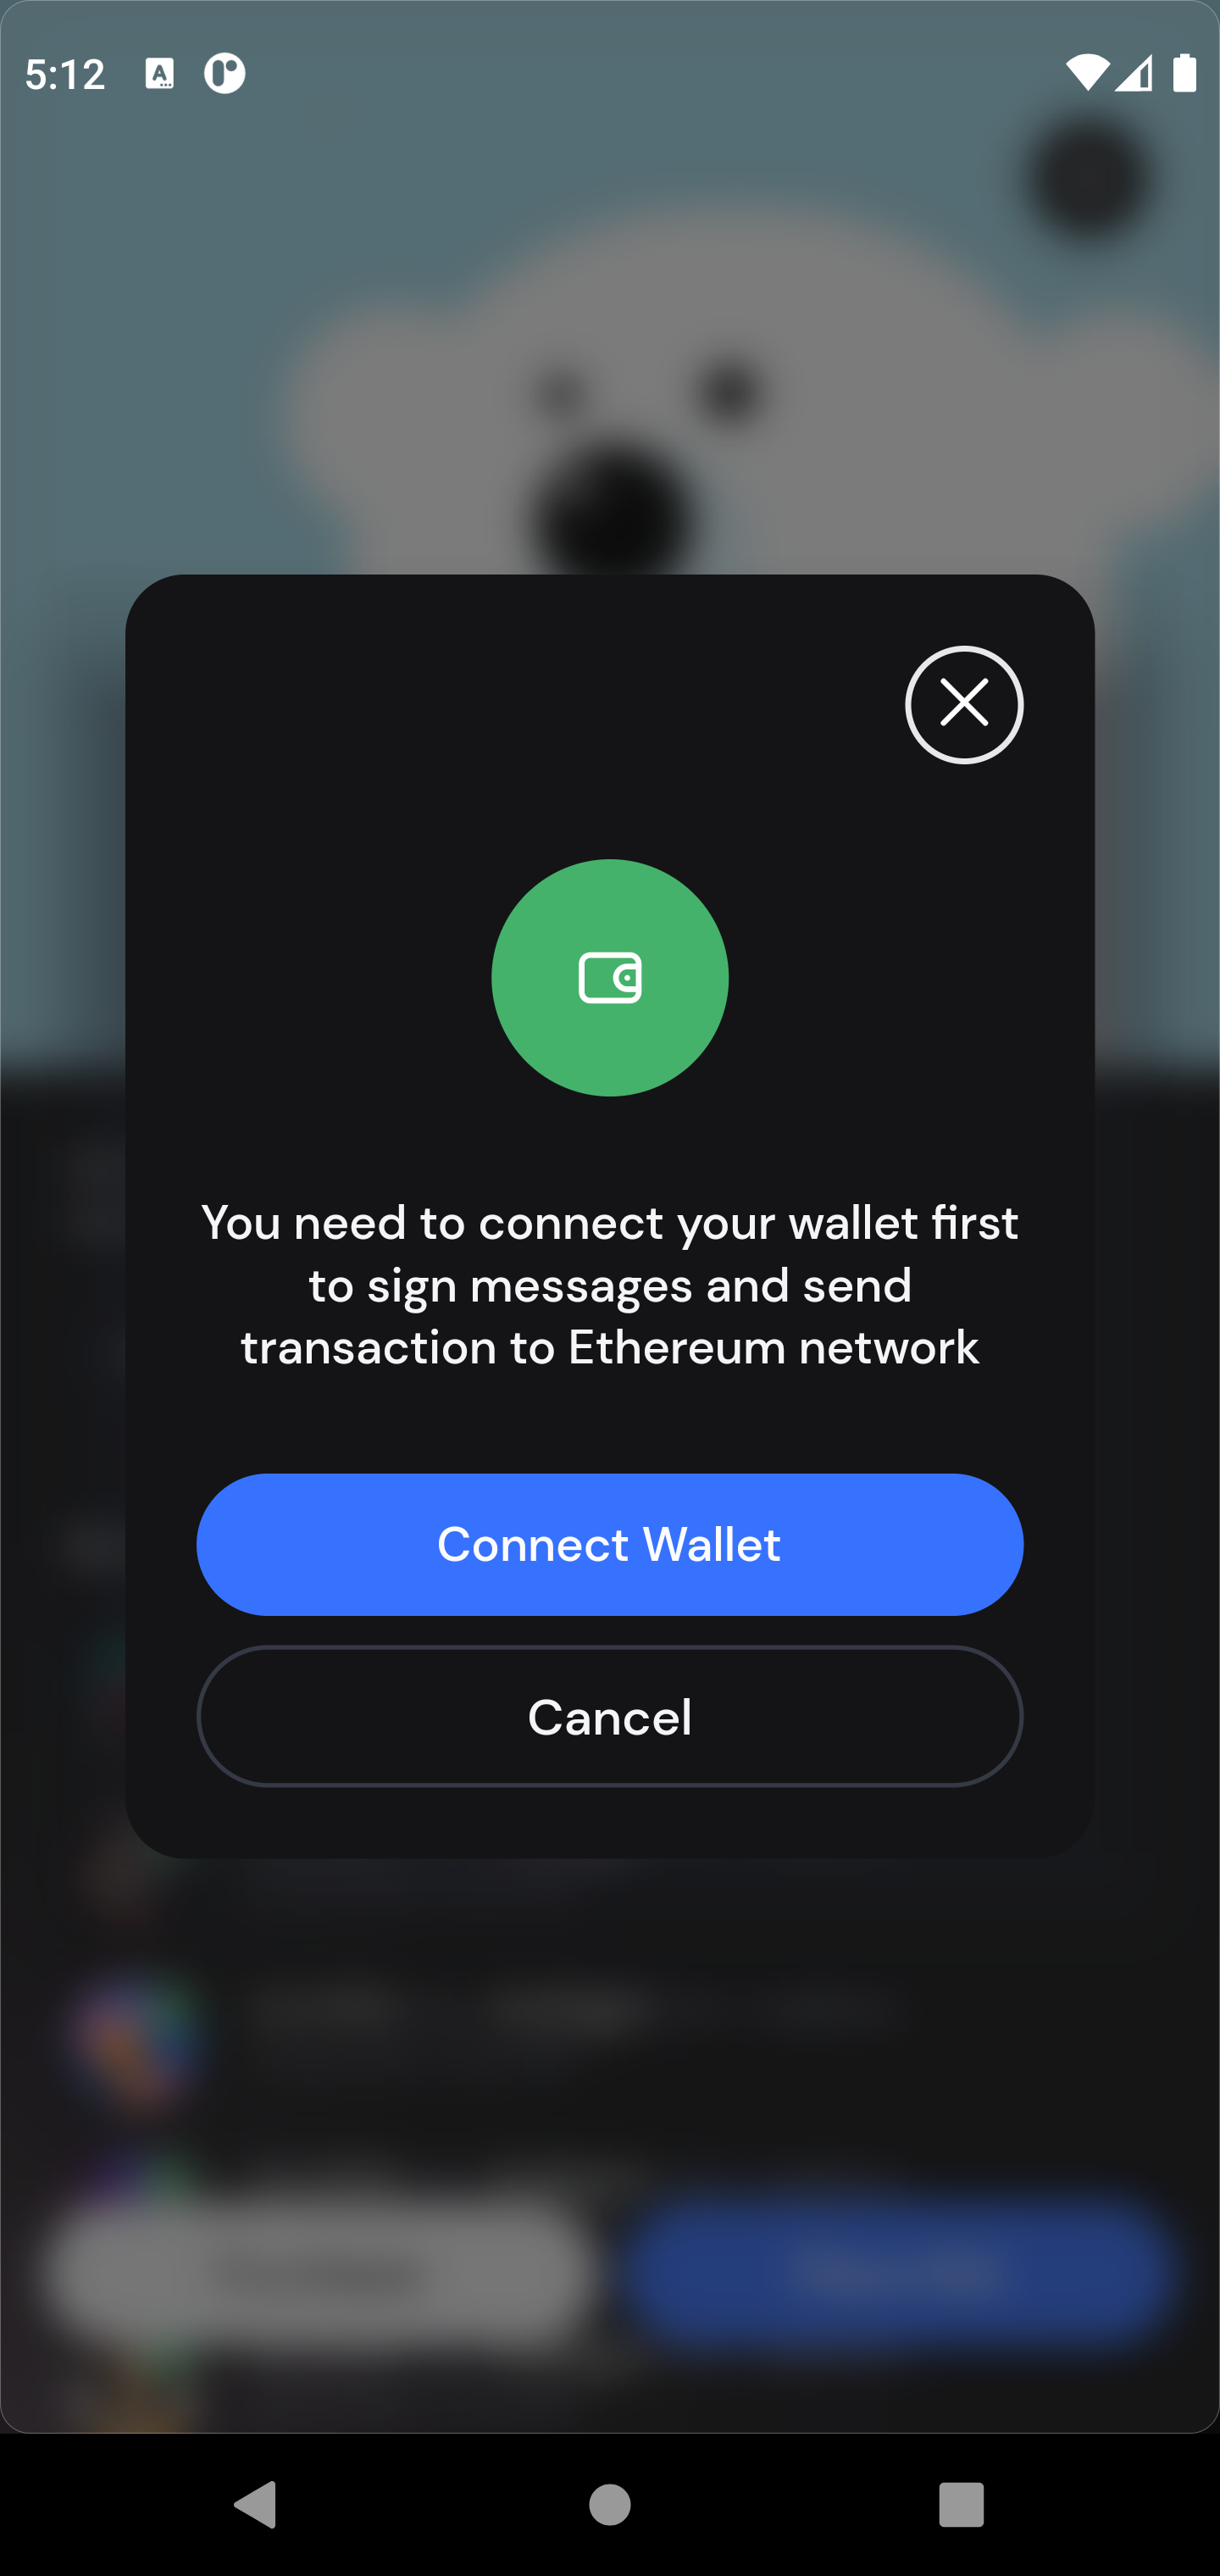 5:12
You need to connect your wallet first
to sign messages and send
transaction to Ethereum network
Connect Wallet
Cancel